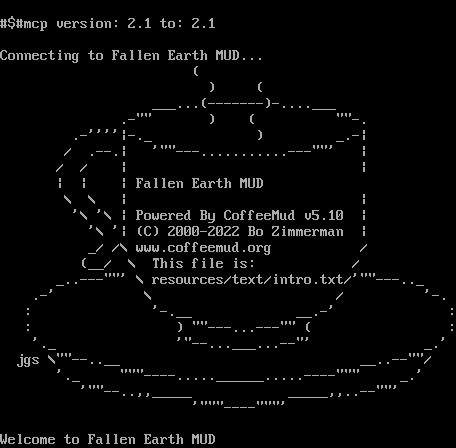 #$#mcp version: 2.1 to: 2.1
Connecting to Fallen Earth MUD...
Fallen Earth MUD
Powered By CoffeeMud v5.10
(C) 2000-2022 Bo Zimmerman
www.coffeemud.org
This file is:
resources/text/intro.txt
jgs
Welcome to Fallen Earth MUD